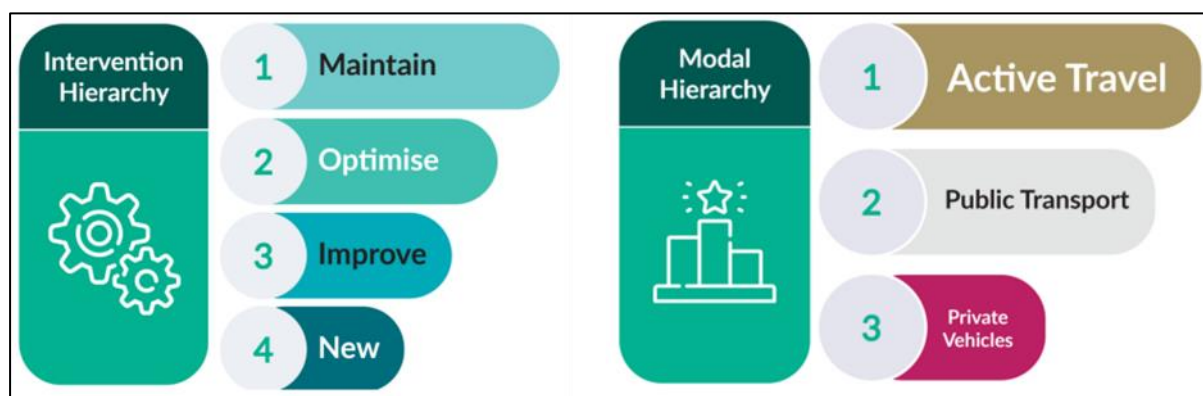 Intervention
Hierarchy
1 Maintain
2 Optimise
3 Improve
4 New
Modal
Hierarchy
1 Active Travel
2 Public Transport
3 Private
Vehicles